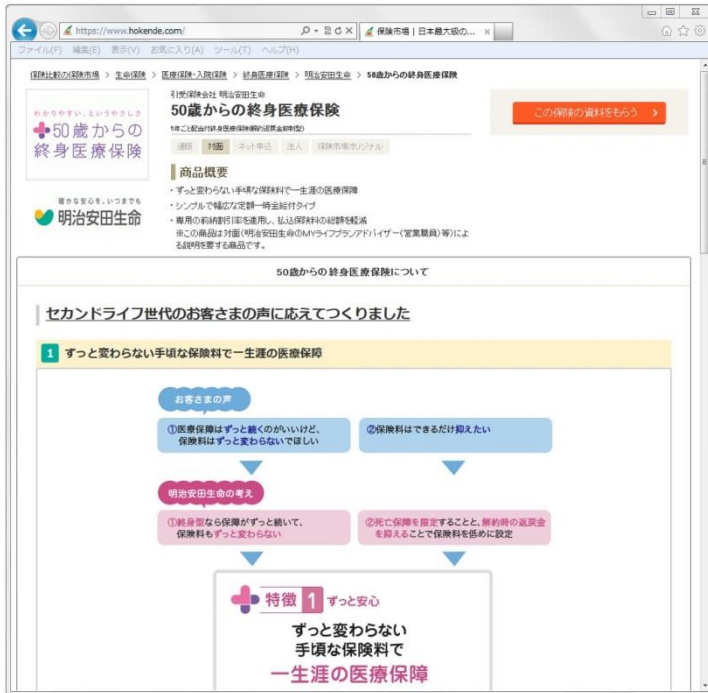 https://www.hokende.com/
保険市場 | 日本最大級の...
ファイル(F) 編集(E) 表示(V) お気に入り(A) ツール(T) ヘルプ(H)
保険比較の保険市場 > 生命保険 > 医療保険・入院保険 > 終身医療保険 > 明治安田生命 > 50歳からの終身医療保険
わかりやすい、というやさしさ
50歳からの
終身医療保険
確かな安心を、いつまでも
明治安田生命
引受保険会社 明治安田生命
50歳からの終身医療保険
通販 対面 ネット申込 法人 保険市場オリジナル
この保険の資料をもらう >
商品概要
・ずっと変わらない手頃な保険料で一生涯の医療保障
・シンプルで幅広な定額一時金給付タイプ
・専用の前納割引率を適用し、払込保険料の総額を軽減
※この商品は対面(明治安田生命のMYライフプランアドバイザー(営業職員)等)によ
る説明を要する商品です。
50歳からの終身医療保険について
セカンドライフ世代のお客さまの声に応えてつくりました
1 ずっと変わらない手頃な保険料で一生涯の医療保障
お客さまの声
①医療保障はずっと続くのがいいけど、
保険料はずっと変わらないでほしい
②保険料はできるだけ抑えたい
明治安田生命の考え
①終身型なら保障がずっと続いて、
保険料もずっと変わらない
②死亡保障を限定することと、解約時の返戻金
を抑えることで保険料を低めに設定
特徴 1 ずっと安心
ずっと変わらない
手頃な保険料で
一生涯の医療保障